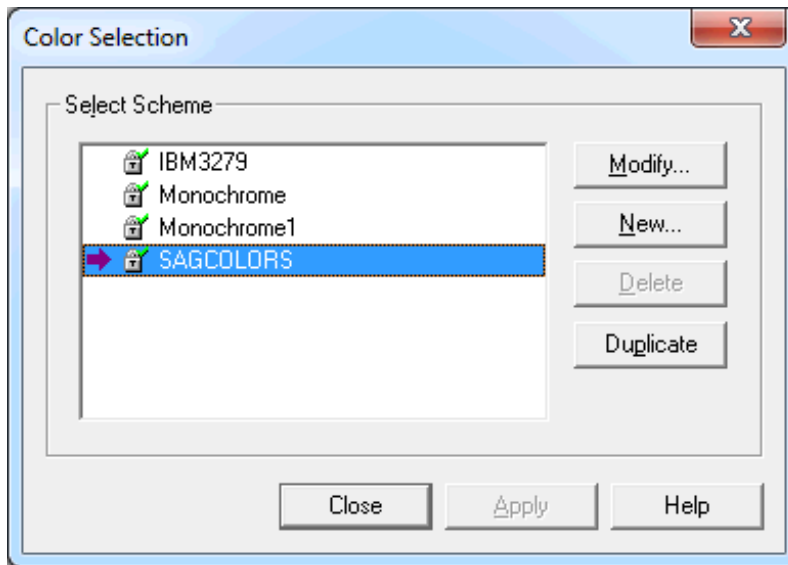 Color Selection
Select Scheme
IBM3279
Monochrome
Monochrome1
SAGCOLORS
Modify...
New...
Delete
Duplicate
Close
Apply
Help